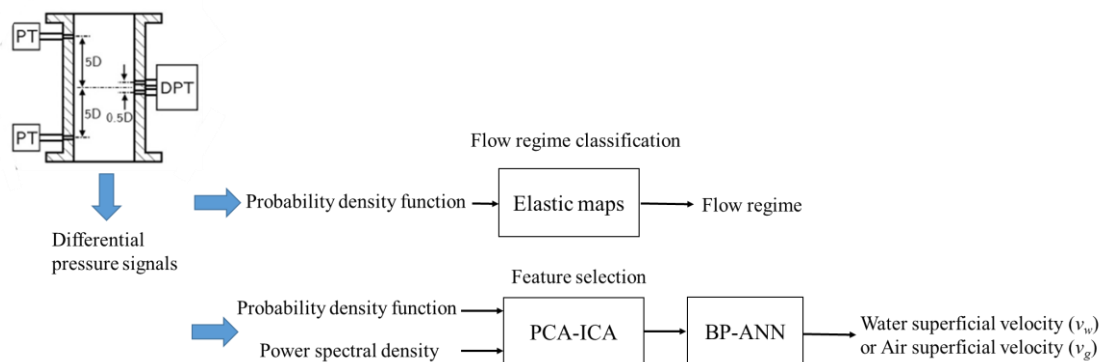 PT
5D
DPT
5D
0.5D
PT
Flow regime classification
Probability density function
Elastic maps
Flow regime
Differential
pressure signals
Feature selection
Probability density function
Power spectral density
PCA-ICA
BP-ANN
Water superficial velocity (v_w)
or Air superficial velocity (v_g)